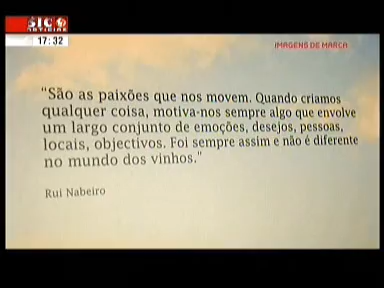 SIC
NOTÍCIAS
17:32
IMAGENS DE MARCA
"São as paixões que nos movem. Quando criamos
qualquer coisa, motiva-nos sempre algo que envolve
um largo conjunto de emoções, desejos, pessoas,
locais, objectivos. Foi sempre assim e não é diferente
no mundo dos vinhos."
Rui Nabeiro